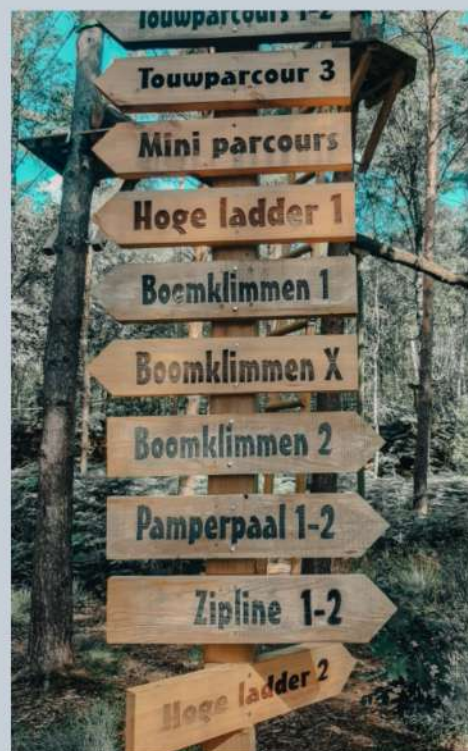 Touwparcours 1-2
Touwparcour 3
Mini parcours
Hoge ladder 1
Boomklimmen 1
Boomklimmen X
Boomklimmen 2
Pamperpaal 1-2
Zipline 1-2
Hoge ladder 2